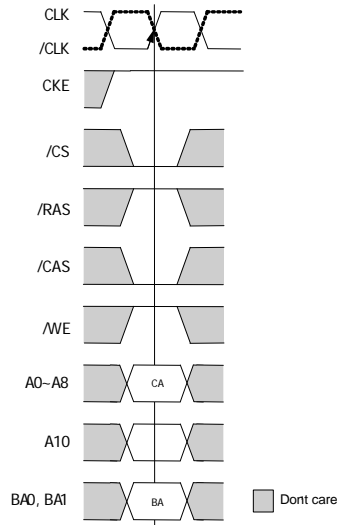 CLK
/CLK
CKE
/CS
/RAS
/CAS
/WE
A0~A8
CA
A10
BA0, BA1
BA
Dont care